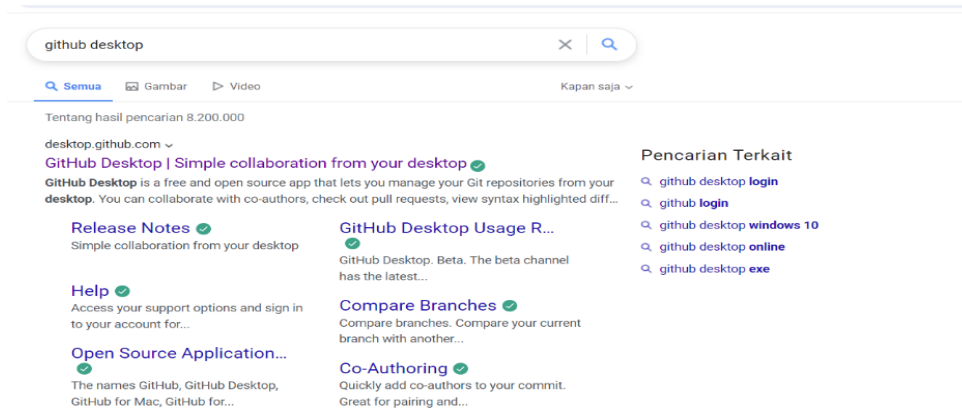 github desktop
Semua Gambar Video Kapan saja
Tentang hasil pencarian 8.200.000
desktop.github.com
GitHub Desktop | Simple collaboration from your desktop
GitHub Desktop is a free and open source app that lets you manage your Git repositories from your
desktop. You can collaborate with co-authors, check out pull requests, view syntax highlighted diff...
Release Notes
Simple collaboration from your desktop
Help
Access your support options and sign in
to your account for...
Open Source Application...
The names GitHub, GitHub Desktop,
GitHub for Mac, GitHub for...
GitHub Desktop Usage R...
GitHub Desktop. Beta. The beta channel
has the latest...
Compare Branches
Compare branches. Compare your current
branch with another...
Co-Authoring
Quickly add co-authors to your commit.
Great for pairing and...
Pencarian Terkait
github desktop login
github login
github desktop windows 10
github desktop online
github desktop exe